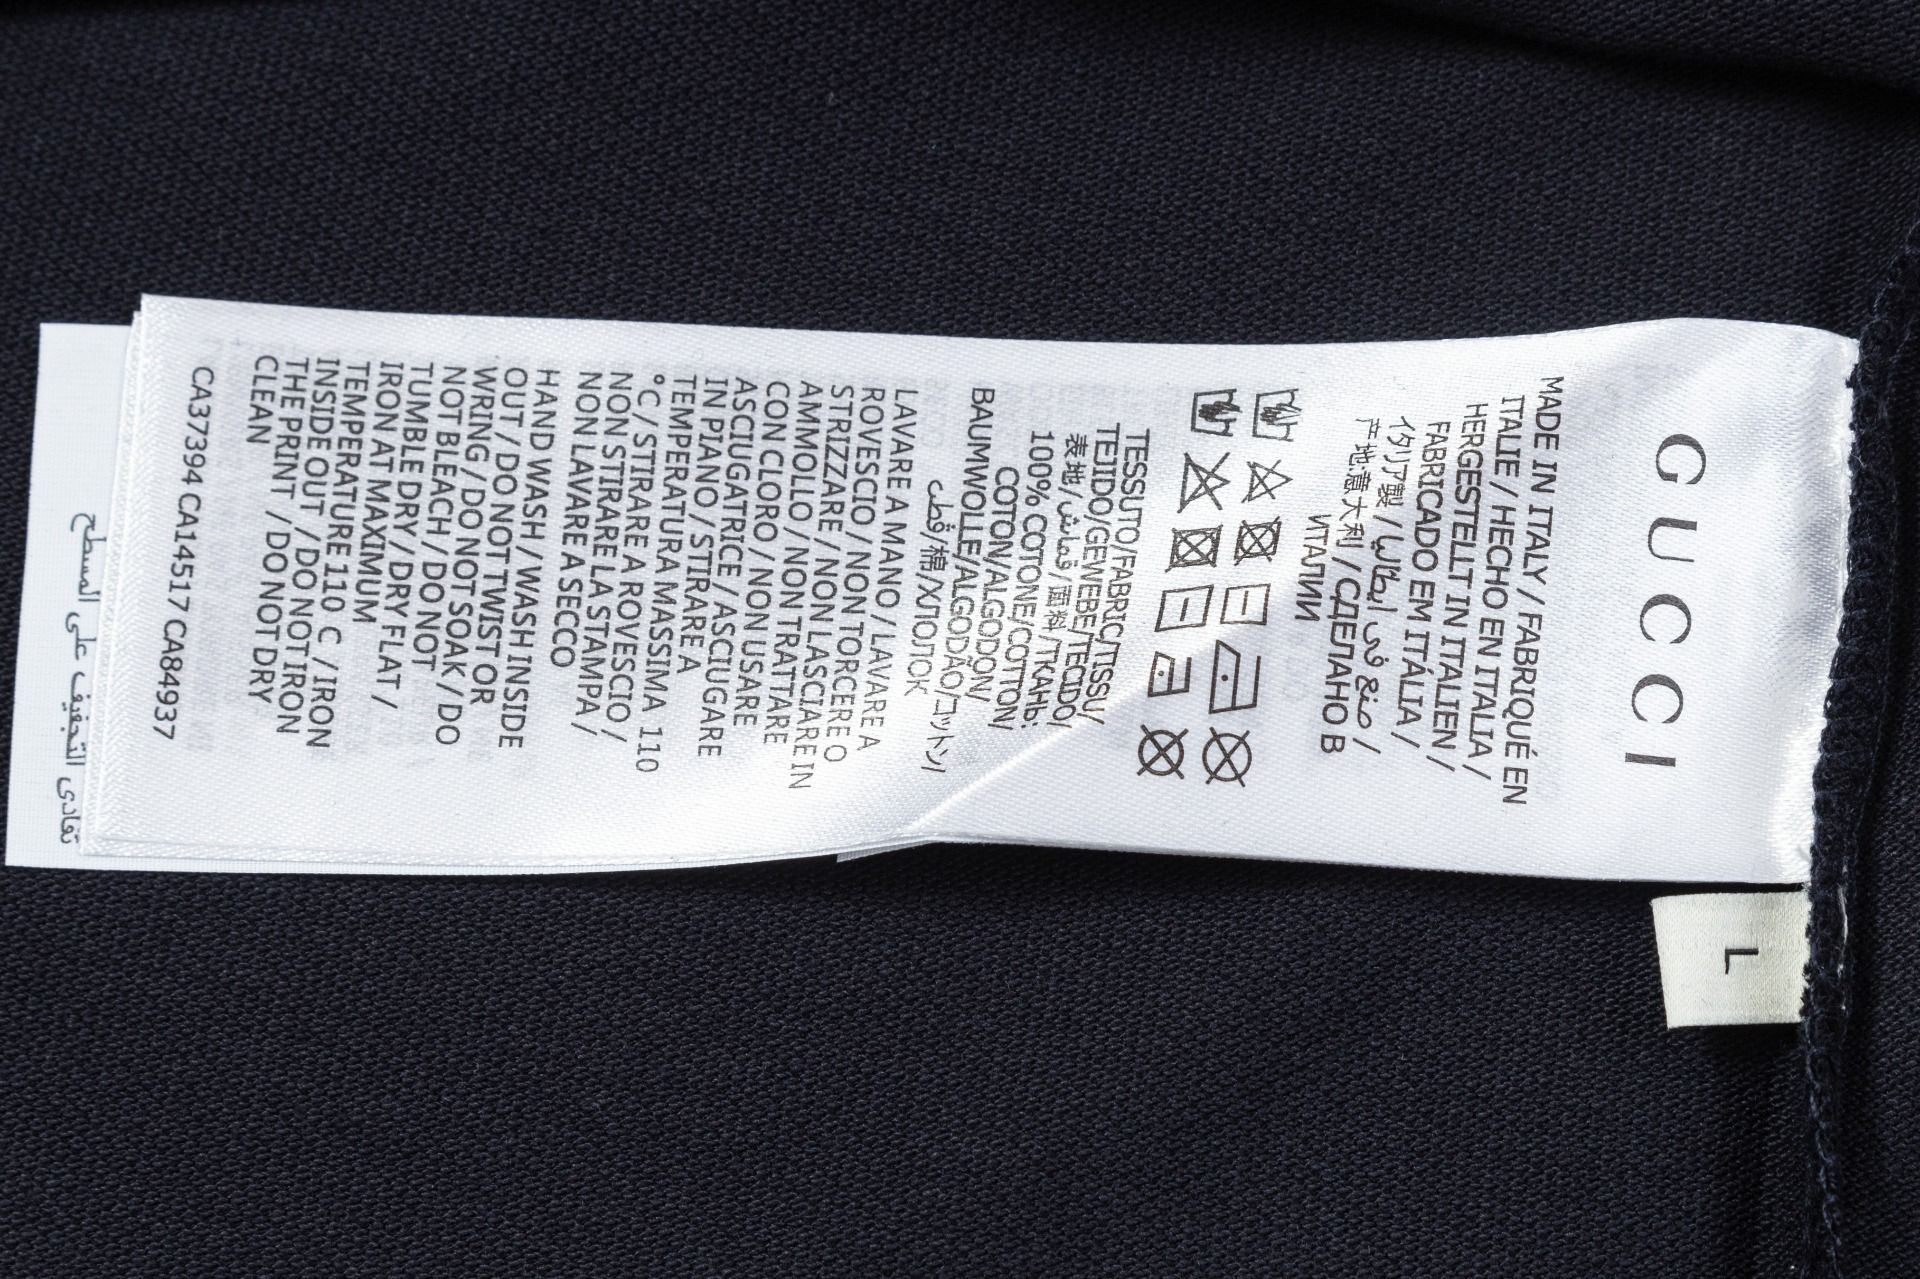 GUCCI
MADE IN ITALY / FABRIQUÉ EN
ITALIE / HECHO EN ITALIA /
HERGESTELLT IN ITALIEN /
FABRICADO EM ITÁLIA /
イタリア製 / صنع في ايطاليا /
产地意大利 / СДЕЛАНО В
ИТАЛИИ
TESSUTO/FABRIC/TISSU/
TEJIDO/GEWEBE/TECIDO/
表地/قماش/面料/ТКАНЬ:
100% COTONE/COTTON/
COTON/ALGODÓN/
BAUMWOLLE/ALGODÃO/コットン/
قطن/棉/ХЛОПОК
LAVARE A MANO / LAVARE A
ROVESCIO / NON TORCERE O
STRIZZARE / NON LASCIARE IN
AMMOLLO / NON TRATTARE
CON CLORO / NON USARE
ASCIUGATRICE / ASCIUGARE
IN PIANO / STIRARE A
TEMPERATURA MASSIMA 110
°C / STIRARE A ROVESCIO /
NON STIRARE LA STAMPA /
NON LAVARE A SECCO
HAND WASH / WASH INSIDE
OUT / DO NOT TWIST OR
WRING / DO NOT SOAK / DO
NOT BLEACH / DO NOT
TUMBLE DRY / DRY FLAT /
IRON AT MAXIMUM
TEMPERATURE 110 C / IRON
INSIDE OUT / DO NOT IRON
THE PRINT / DO NOT DRY
CLEAN
CA37394 CA14517 CA84937
تفادى التجفيف على المسطح
L